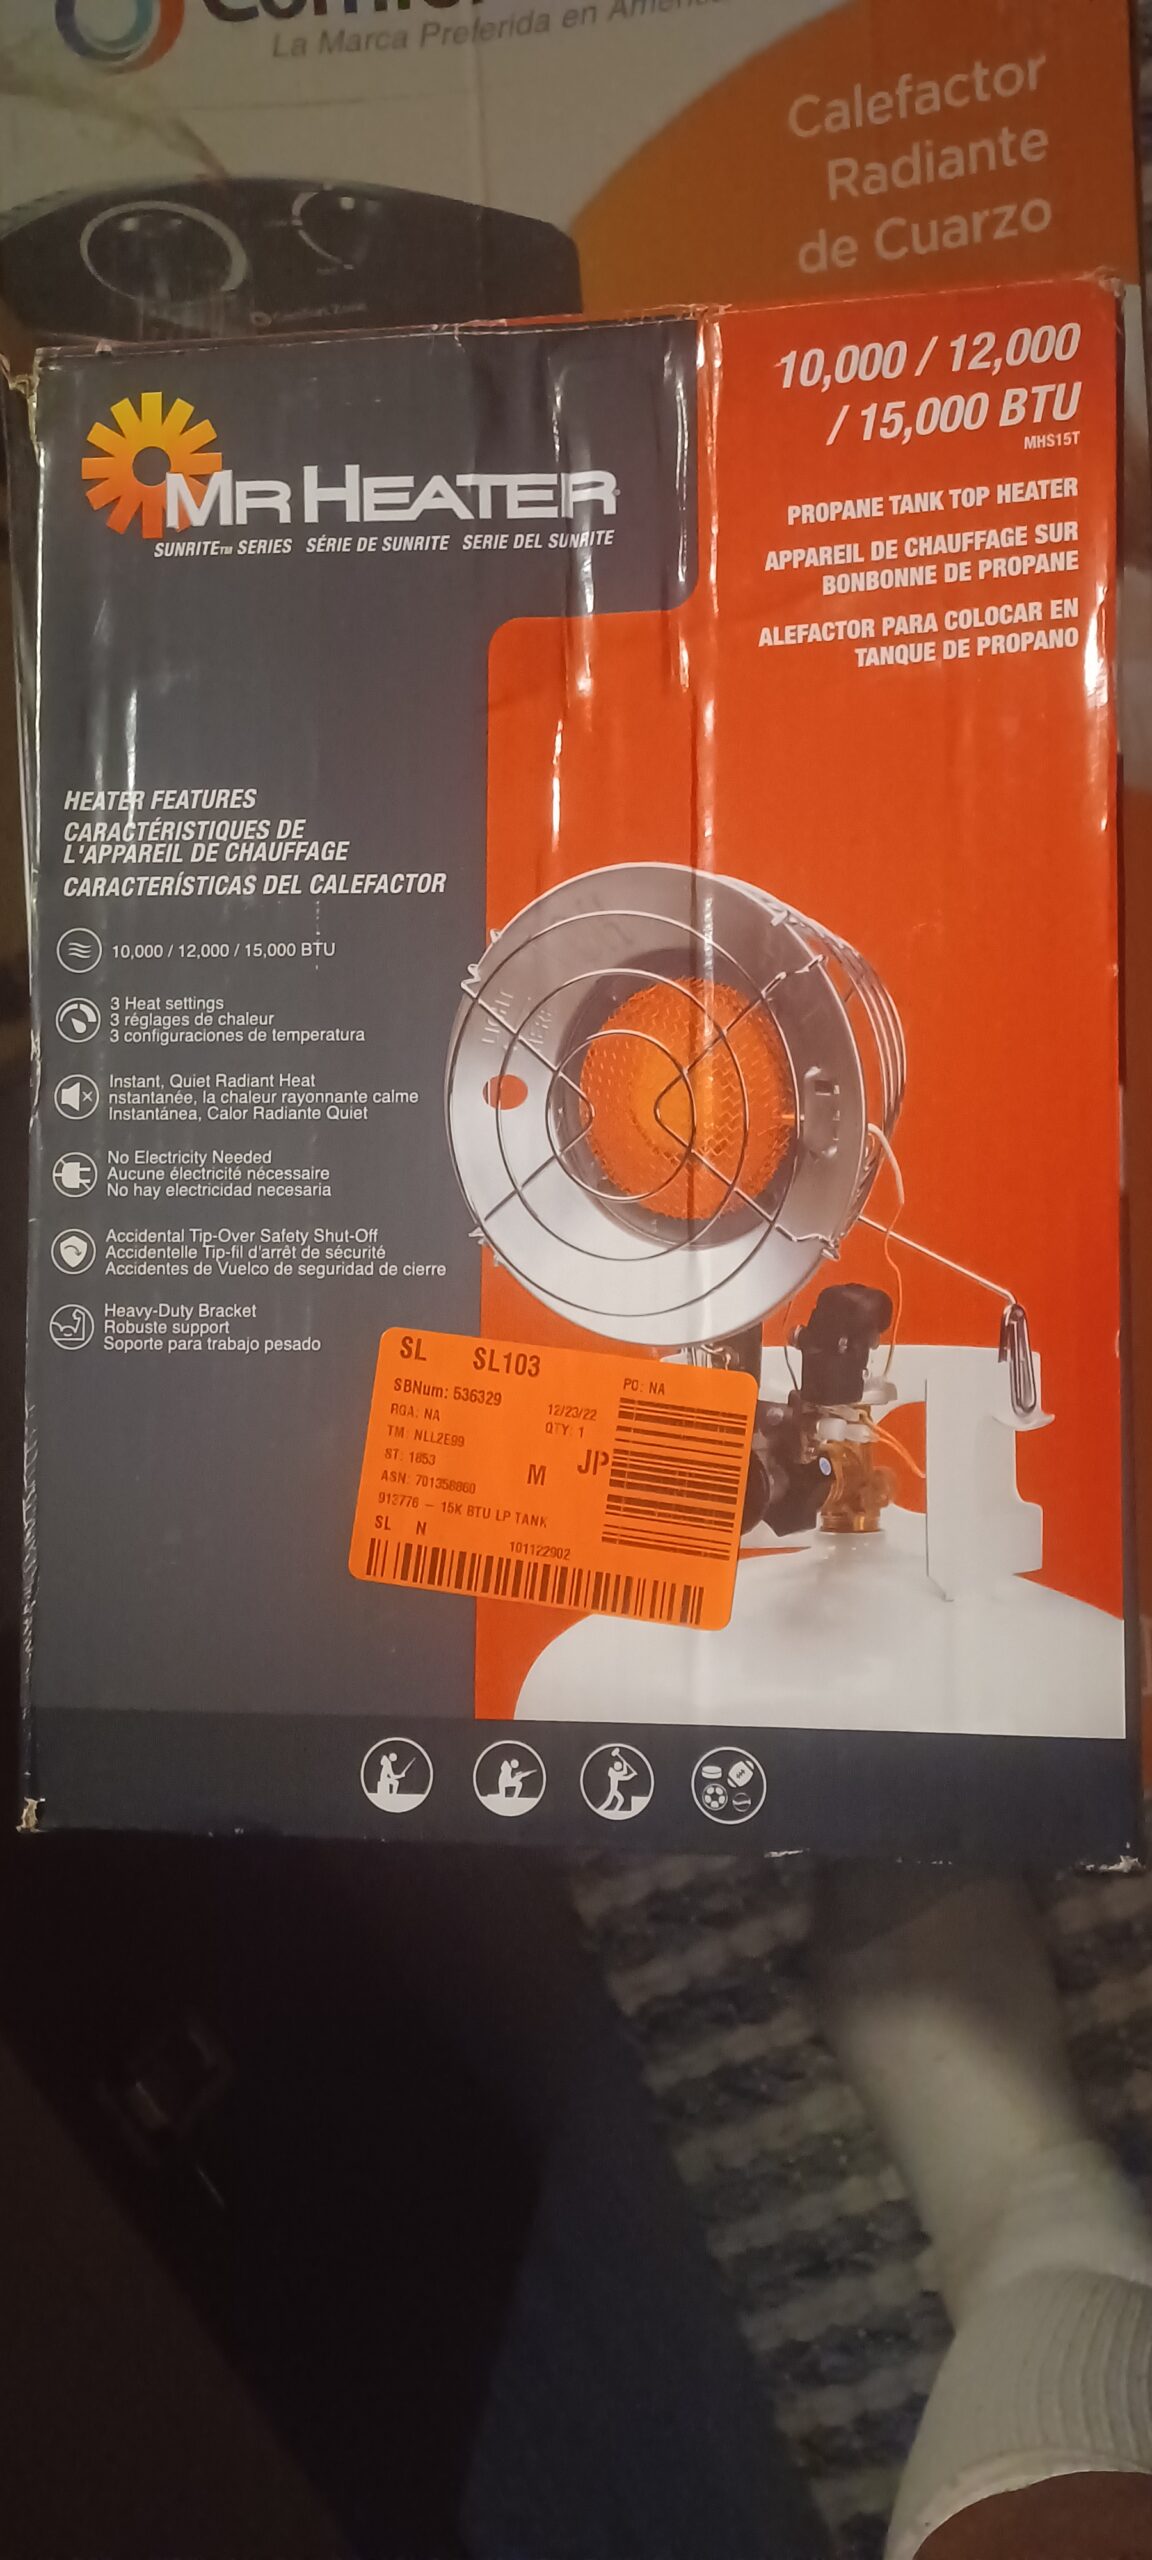 La Marca Preferida en América
Calefactor
Radiante
de Cuarzo
10,000 / 12,000
/ 15,000 BTU
MHS15T
MR HEATER
SUNRITE™ SERIES SÉRIE DE SUNRITE SERIE DEL SUNRITE
PROPANE TANK TOP HEATER
APPAREIL DE CHAUFFAGE SUR
BONBONNE DE PROPANE
ALEFACTOR PARA COLOCAR EN
TANQUE DE PROPANO
HEATER FEATURES
CARACTÉRISTIQUES DE
L'APPAREIL DE CHAUFFAGE
CARACTERÍSTICAS DEL CALEFACTOR
10,000 / 12,000 / 15,000 BTU
3 Heat settings
3 réglages de chaleur
3 configuraciones de temperatura
Instant, Quiet Radiant Heat
nstantanée, la chaleur rayonnante calme
Instantánea, Calor Radiante Quiet
No Electricity Needed
Aucune électricité nécessaire
No hay electricidad necesaria
Accidental Tip-Over Safety Shut-Off
Accidentelle Tip-fil d'arrêt de sécurité
Accidentes de Vuelco de seguridad de cierre
Heavy-Duty Bracket
Robuste support
Soporte para trabajo pesado
SL SL103
SBNum: 536329
PO: NA
RGA: NA
12/23/22
TM: NLL2E99
QTY: 1
ST: 1853
M JP
ASN: 701358860
913776 – 15K BTU LP TANK
SL N
101122902